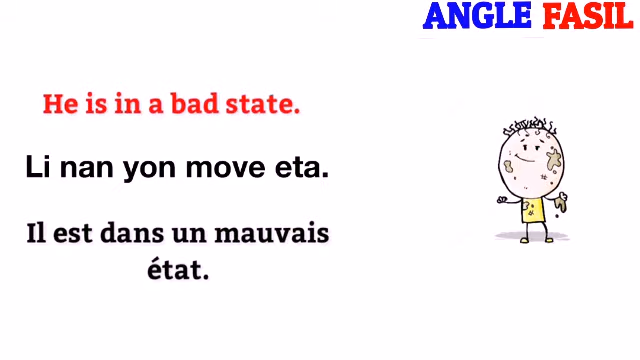 ANGLE FASIL
He is in a bad state.
Li nan yon move eta.
Il est dans un mauvais
état.